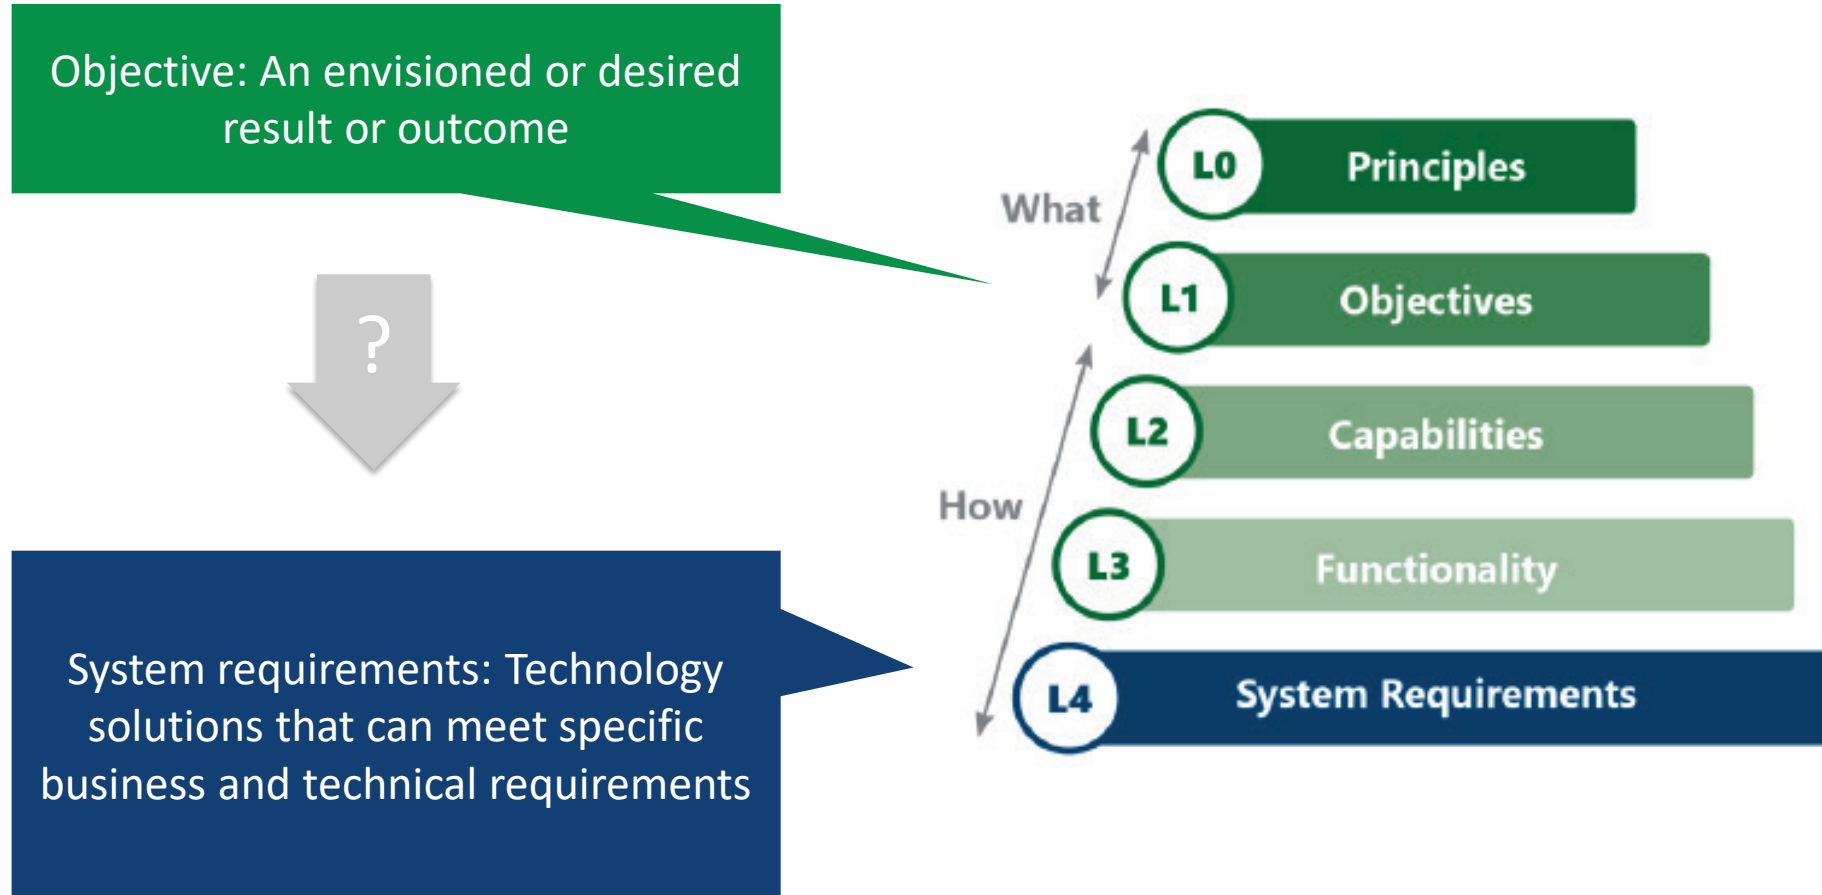 Objective: An envisioned or desired
result or outcome
?
System requirements: Technology
solutions that can meet specific
business and technical requirements
What
How
L0 Principles
L1 Objectives
L2 Capabilities
L3 Functionality
L4 System Requirements